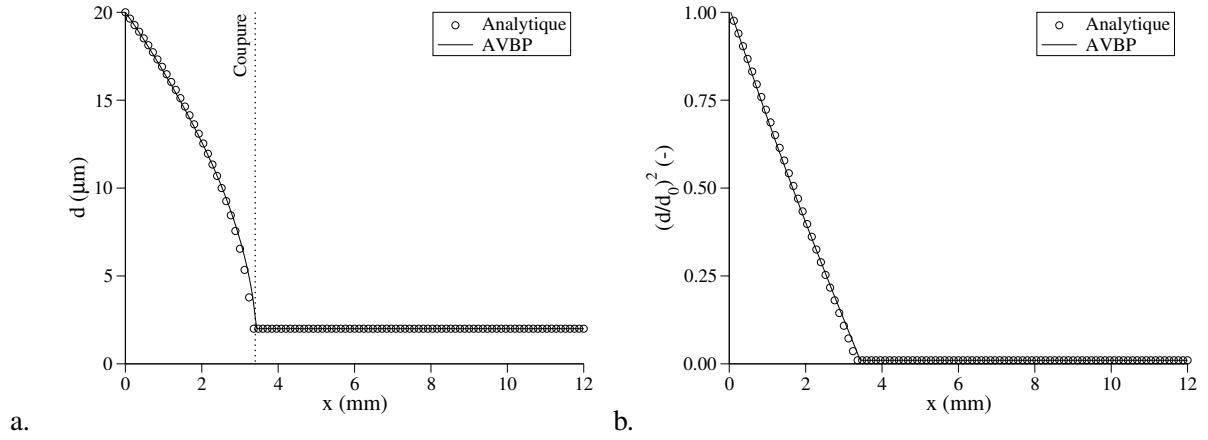 20
15
10
5
0
d (μm)
0 2 4 6 8 10 12
x (mm)
Coupure
Analytique
AVBP
a.
1.00
0.75
0.50
0.25
0.00
(d/d0)2 (-)
0 2 4 6 8 10 12
x (mm)
Analytique
AVBP
b.